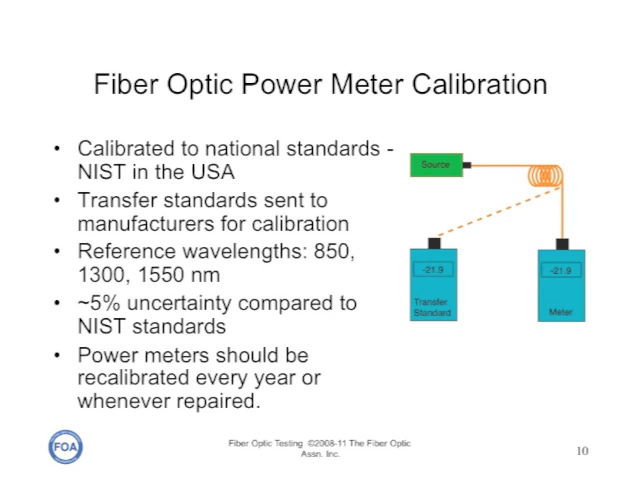 Fiber Optic Power Meter Calibration
• Calibrated to national standards -
NIST in the USA
• Transfer standards sent to
manufacturers for calibration
• Reference wavelengths: 850,
1300, 1550 nm
• ~5% uncertainty compared to
NIST standards
• Power meters should be
recalibrated every year or
whenever repaired.
Source
-21.9
-21.9
Transfer
Standard
Meter
FOA
Fiber Optic Testing ©2008-11 The Fiber Optic
Assn. Inc.
10